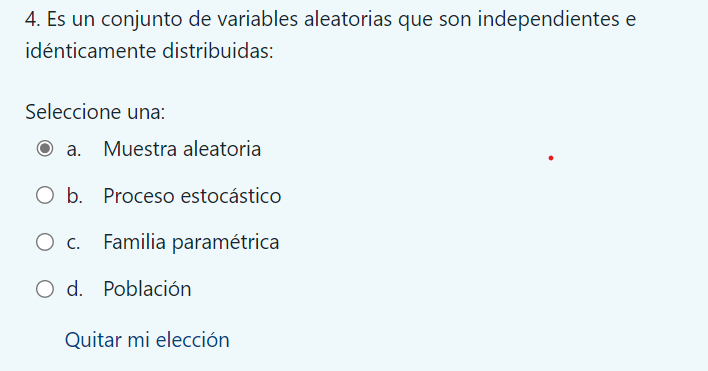 4. Es un conjunto de variables aleatorias que son independientes e
idénticamente distribuidas:
Seleccione una:
a. Muestra aleatoria
b. Proceso estocástico
c. Familia paramétrica
d. Población
Quitar mi elección